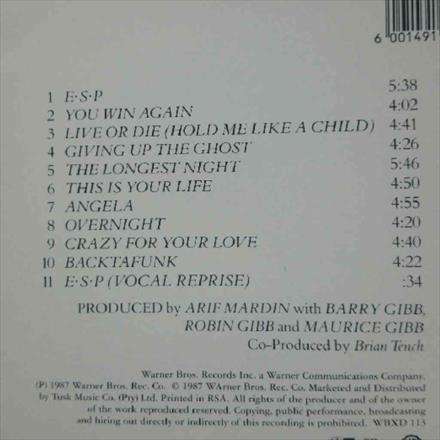 6 001491
1 E·S·P 5:38
2 YOU WIN AGAIN 4:02
3 LIVE OR DIE (HOLD ME LIKE A CHILD) 4:41
4 GIVING UP THE GHOST 4:26
5 THE LONGEST NIGHT 5:46
6 THIS IS YOUR LIFE 4:50
7 ANGELA 4:55
8 OVERNIGHT 4:20
9 CRAZY FOR YOUR LOVE 4:40
10 BACKTAFUNK 4:22
11 E·S·P (VOCAL REPRISE) :34
PRODUCED by ARIF MARDIN with BARRY GIBB,
ROBIN GIBB and MAURICE GIBB
Co-Produced by Brian Tench
Warner Bros. Records Inc. a Warner Communications Company.
(P) 1987 Warner Bros. Rec. Co. © 1987 WArner Bros. Rec. Co. Marketed and Distributed
by Tusk Music Co. (Pty) Ltd. Printed in RSA. All rights of the producer and of the owner
of the work reproduced reserved. Copying, public performance, broadcasting
and hiring out directly or indirectly of this recording is prohibited. WBXD 113